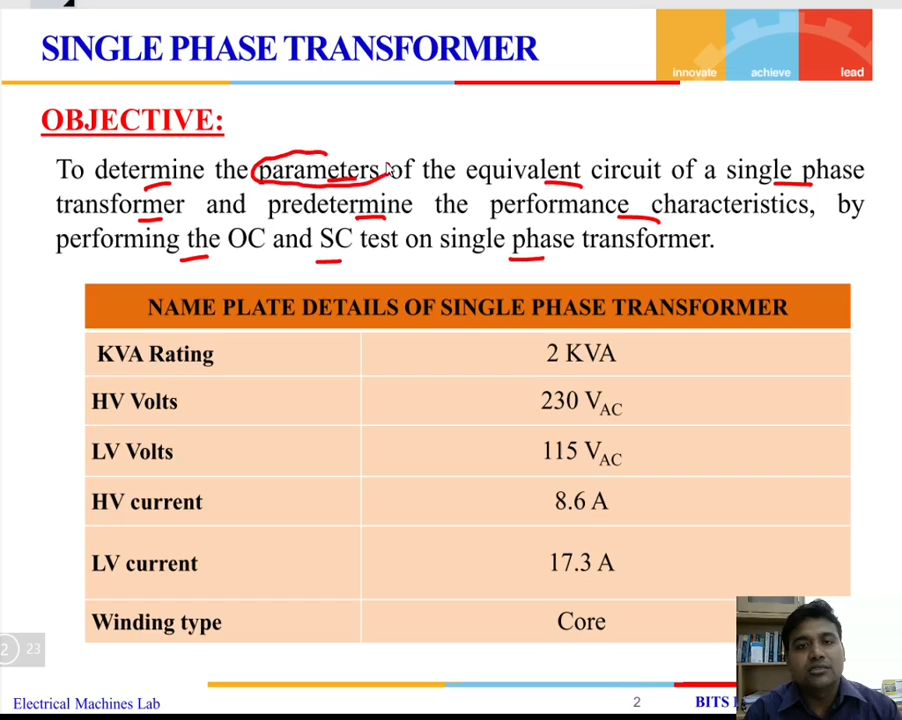 SINGLE PHASE TRANSFORMER
innovate achieve lead
OBJECTIVE:
To determine the parameters of the equivalent circuit of a single phase
transformer and predetermine the performance characteristics, by
performing the OC and SC test on single phase transformer.
NAME PLATE DETAILS OF SINGLE PHASE TRANSFORMER
KVA Rating 2 KVA
HV Volts 230 VAC
LV Volts 115 VAC
HV current 8.6 A
LV current 17.3 A
Winding type Core
2 23
Electrical Machines Lab 2 BITS